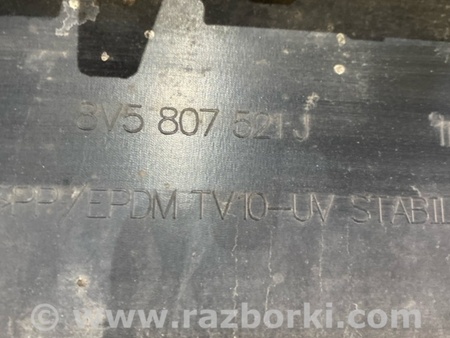 8V5 807 521 J
>PP/EPDM TV10-UV STABIL
www.razborki.com